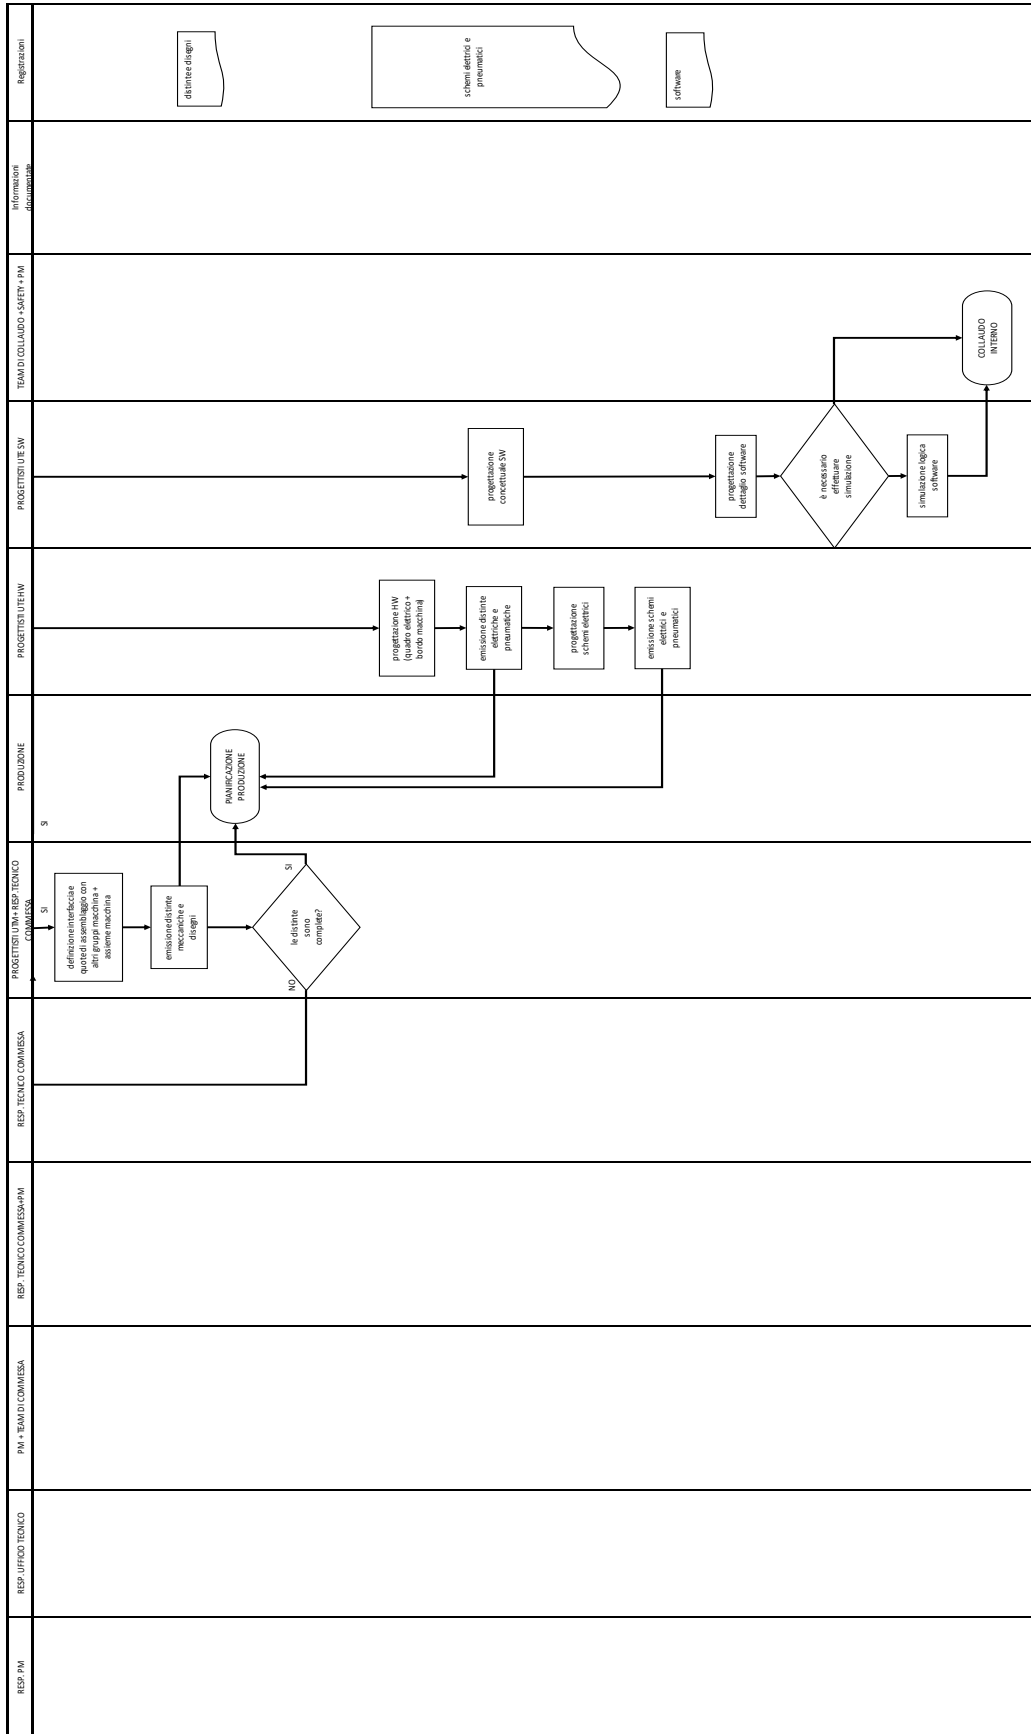 Registrazioni
Informazioni
documentate
TEAM DI COLLAUDO + SAFETY + PM
PROGETTISTI UTE SW
PROGETTISTI UTE HW
PRODUZIONE
PROGETTISTI UTM + RESP. TECNICO
COMMESSA
RESP. TECNICO COMMESSA
RESP. TECNICO COMMESSA+PM
PM + TEAM DI COMMESSA
RESP. UFFICIO TECNICO
RESP. PM
distinte e disegni
schemi elettrici e
pneumatici
software
COLLAUDO
INTERNO
progettazione
concettuale SW
progettazione
dettaglio software
è necessario
effettuare
simulazione
simulazione logica
software
progettazione HW
(quadro elettrico +
bordo macchina)
emissione distinte
elettriche e
pneumatiche
progettazione
schemi elettrici
emissione schemi
elettrici e
pneumatici
PIANIFICAZIONE
PRODUZIONE
SI
SI
definizione interfaccia e
quote di assemblaggio con
altri gruppi macchina +
assieme macchina
emissione distinte
meccaniche e
disegni
le distinte
sono
complete?
SI
NO